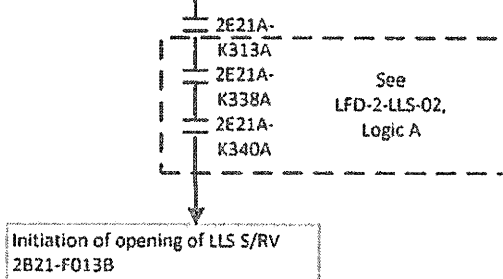 2E21A-
K313A
2E21A-
K338A
2E21A-
K340A
See
LFD-2-LLS-02,
Logic A
Initiation of opening of LLS S/RV
2B21-F013B